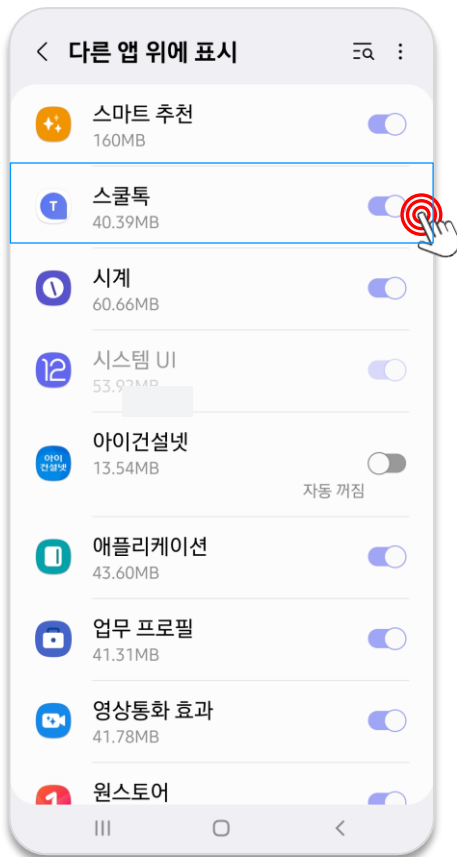 다른 앱 위에 표시
스마트 추천
160MB
T
스쿨톡
40.39MB
시계
60.66MB
12
시스템 UI
53.92MB
아이
건설넷
아이건설넷
13.54MB
자동 꺼짐
애플리케이션
43.60MB
업무 프로필
41.31MB
영상통화 효과
41.78MB
1
원스토어